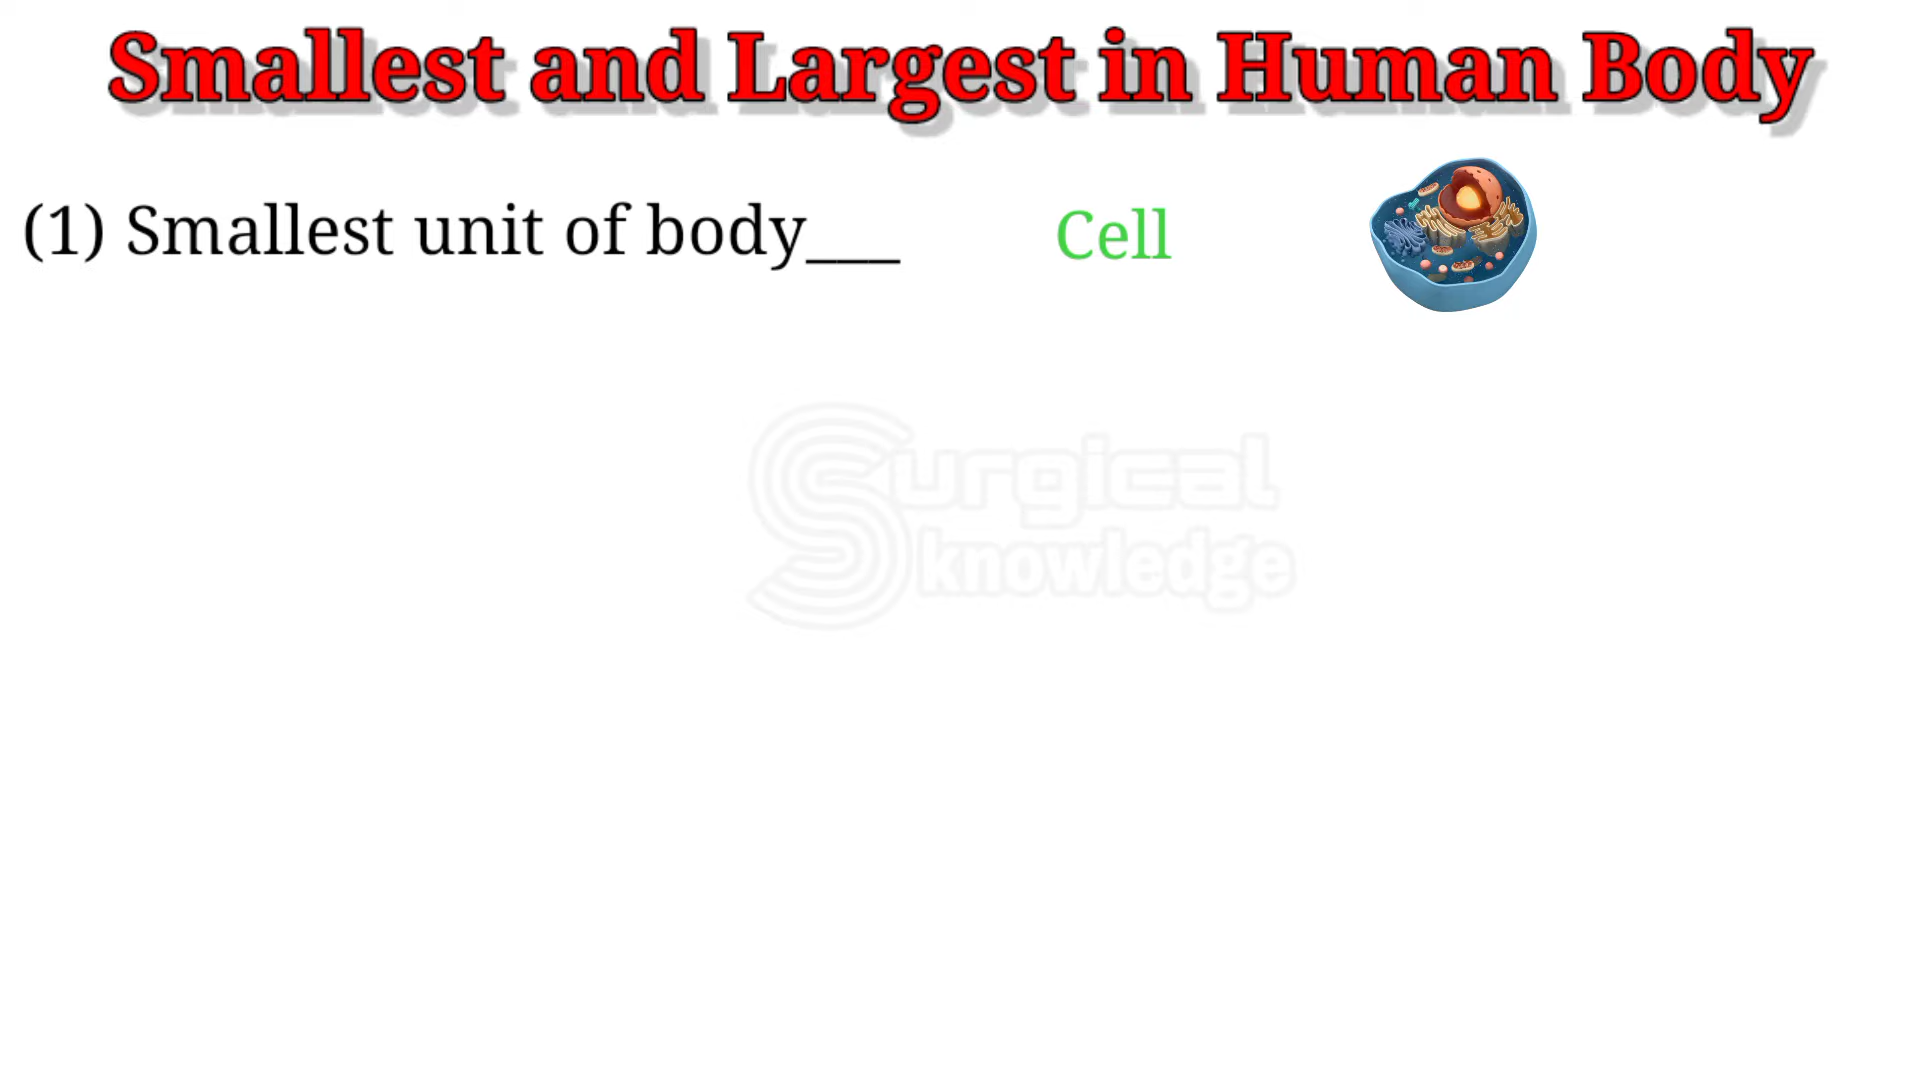 Smallest and Largest in Human Body
(1) Smallest unit of body___ Cell
Surgical
knowledge